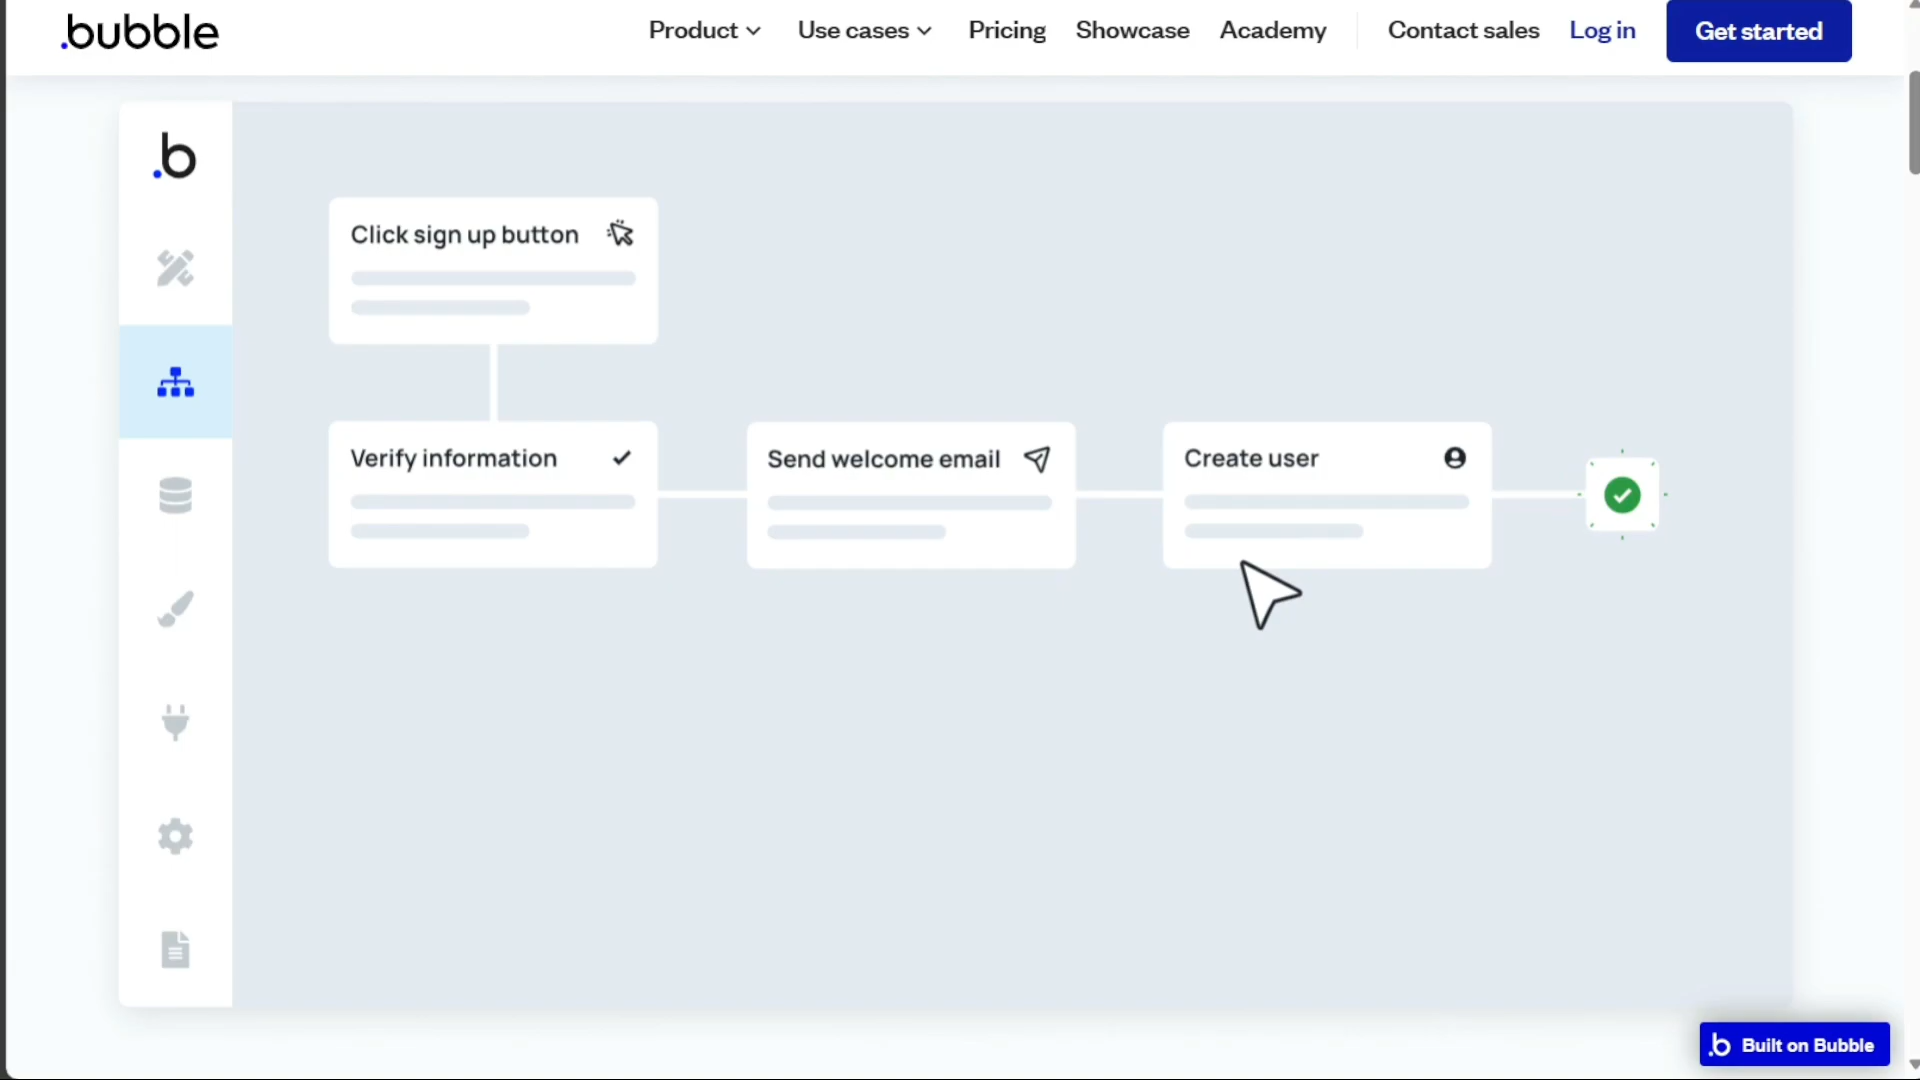 .bubble
Product
Use cases
Pricing
Showcase
Academy
Contact sales
Log in
Get started
.b
Click sign up button
Verify information
Send welcome email
Create user
.b Built on Bubble